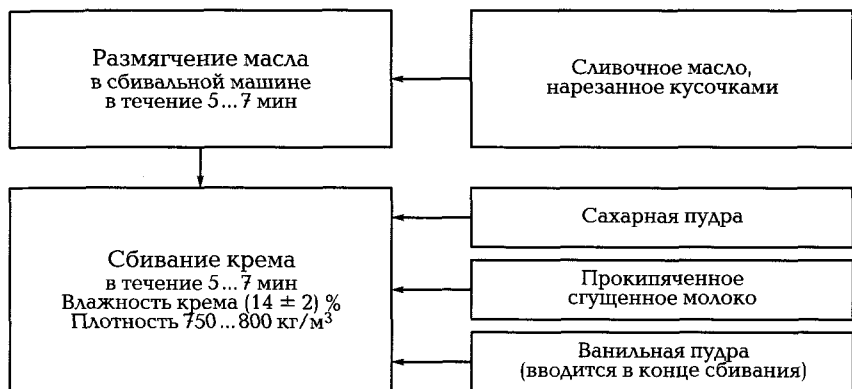 Размягчение масла
в сбивальной машине
в течение 5...7 мин
Сливочное масло,
нарезанное кусочками
Сбивание крема
в течение 5...7 мин
Влажность крема (14 ± 2) %
Плотность 750...800 кг/м³
Сахарная пудра
Прокипяченное
сгущенное молоко
Ванильная пудра
(вводится в конце сбивания)